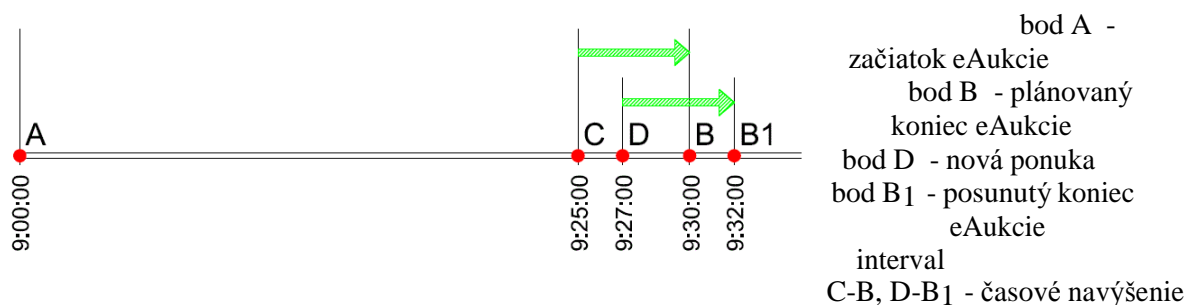 A
C
D
B
B1
9:00:00
9:25:00
9:27:00
9:30:00
9:32:00
bod A -
začiatok eAukcie
bod B - plánovaný
koniec eAukcie
bod D - nová ponuka
bod B1 - posunutý koniec
eAukcie
interval
C-B, D-B1 - časové navýšenie